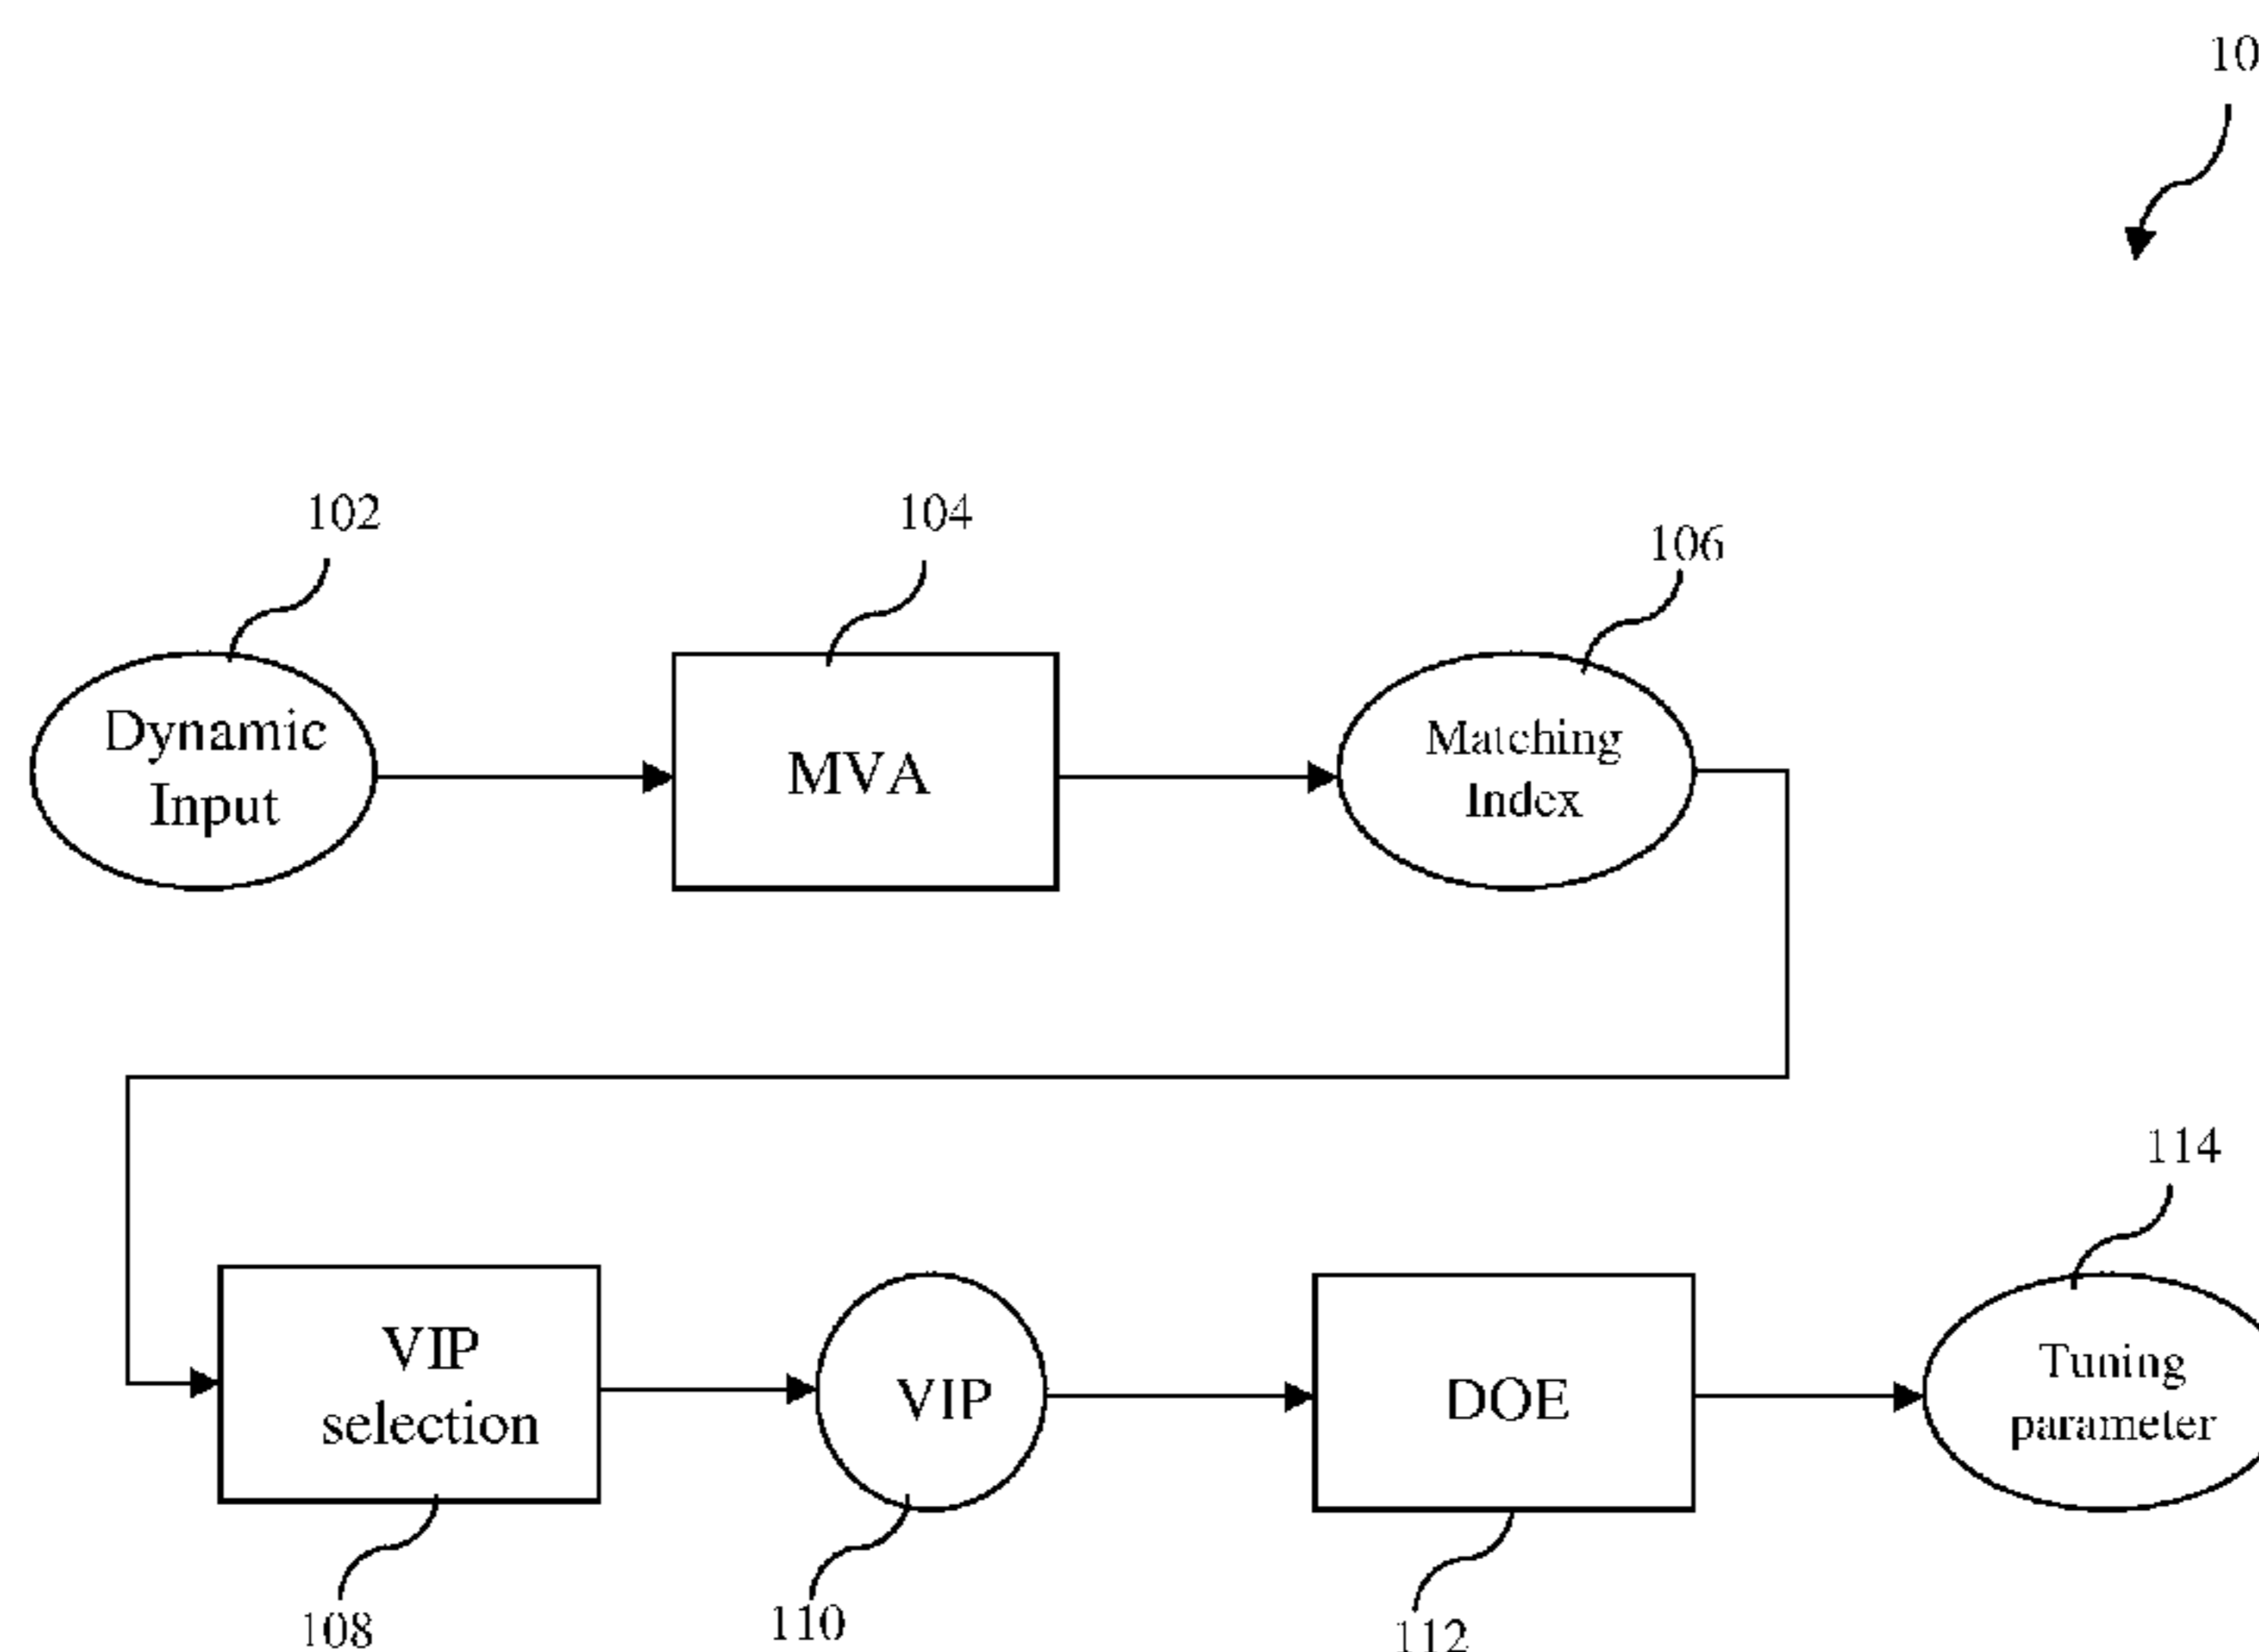 10
102
104
106
Dynamic
Input
MVA
Matching
Index
114
VIP
selection
VIP
DOE
Tuning
parameter
108
110
112